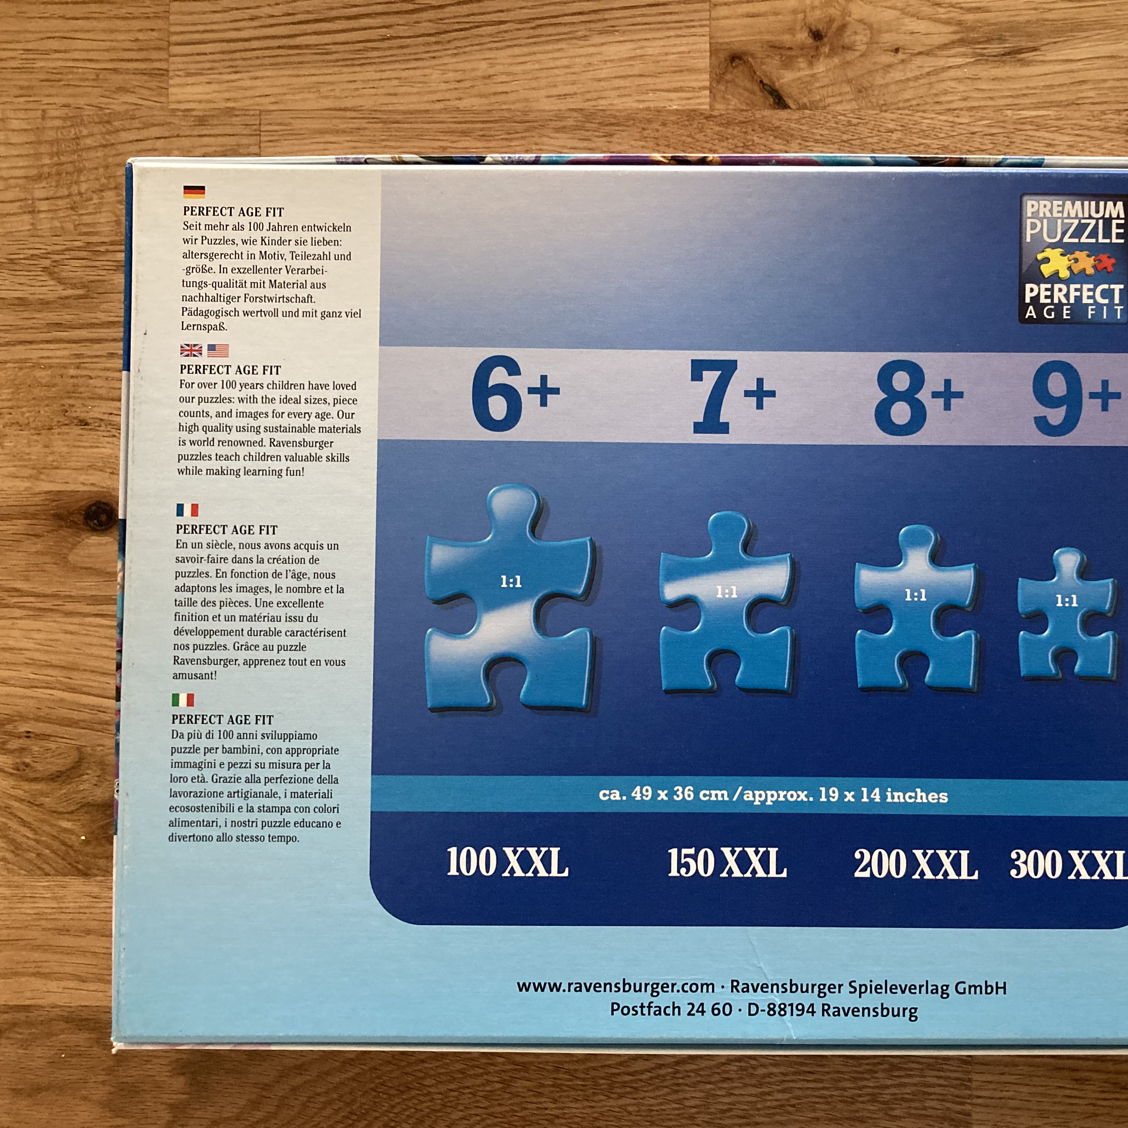 PERFECT AGE FIT
Seit mehr als 100 Jahren entwickeln
wir Puzzles, wie Kinder sie lieben:
altersgerecht in Motiv, Teilezahl und
-größe. In exzellenter Verarbei-
tungs-qualität mit Material aus
nachhaltiger Forstwirtschaft.
Pädagogisch wertvoll und mit ganz viel
Lernspaß.
PERFECT AGE FIT
For over 100 years children have loved
our puzzles: with the ideal sizes, piece
counts, and images for every age. Our
high quality using sustainable materials
is world renowned. Ravensburger
puzzles teach children valuable skills
while making learning fun!
PERFECT AGE FIT
En un siècle, nous avons acquis un
savoir-faire dans la création de
puzzles. En fonction de l'âge, nous
adaptons les images, le nombre et la
taille des pièces. Une excellente
finition et un matériau issu du
développement durable caractérisent
nos puzzles. Grâce au puzzle
Ravensburger, apprenez tout en vous
amusant!
PERFECT AGE FIT
Da più di 100 anni sviluppiamo
puzzle per bambini, con appropriate
immagini e pezzi su misura per la
loro età. Grazie alla perfezione della
lavorazione artigianale, i materiali
ecosostenibili e la stampa con colori
alimentari, i nostri puzzle educano e
divertono allo stesso tempo.
PREMIUM
PUZZLE
PERFECT
AGE FIT
6+ 7+ 8+ 9+
1:1 1:1 1:1 1:1
ca. 49 x 36 cm /approx. 19 x 14 inches
100 XXL 150 XXL 200 XXL 300 XXL
www.ravensburger.com · Ravensburger Spieleverlag GmbH
Postfach 24 60 · D-88194 Ravensburg